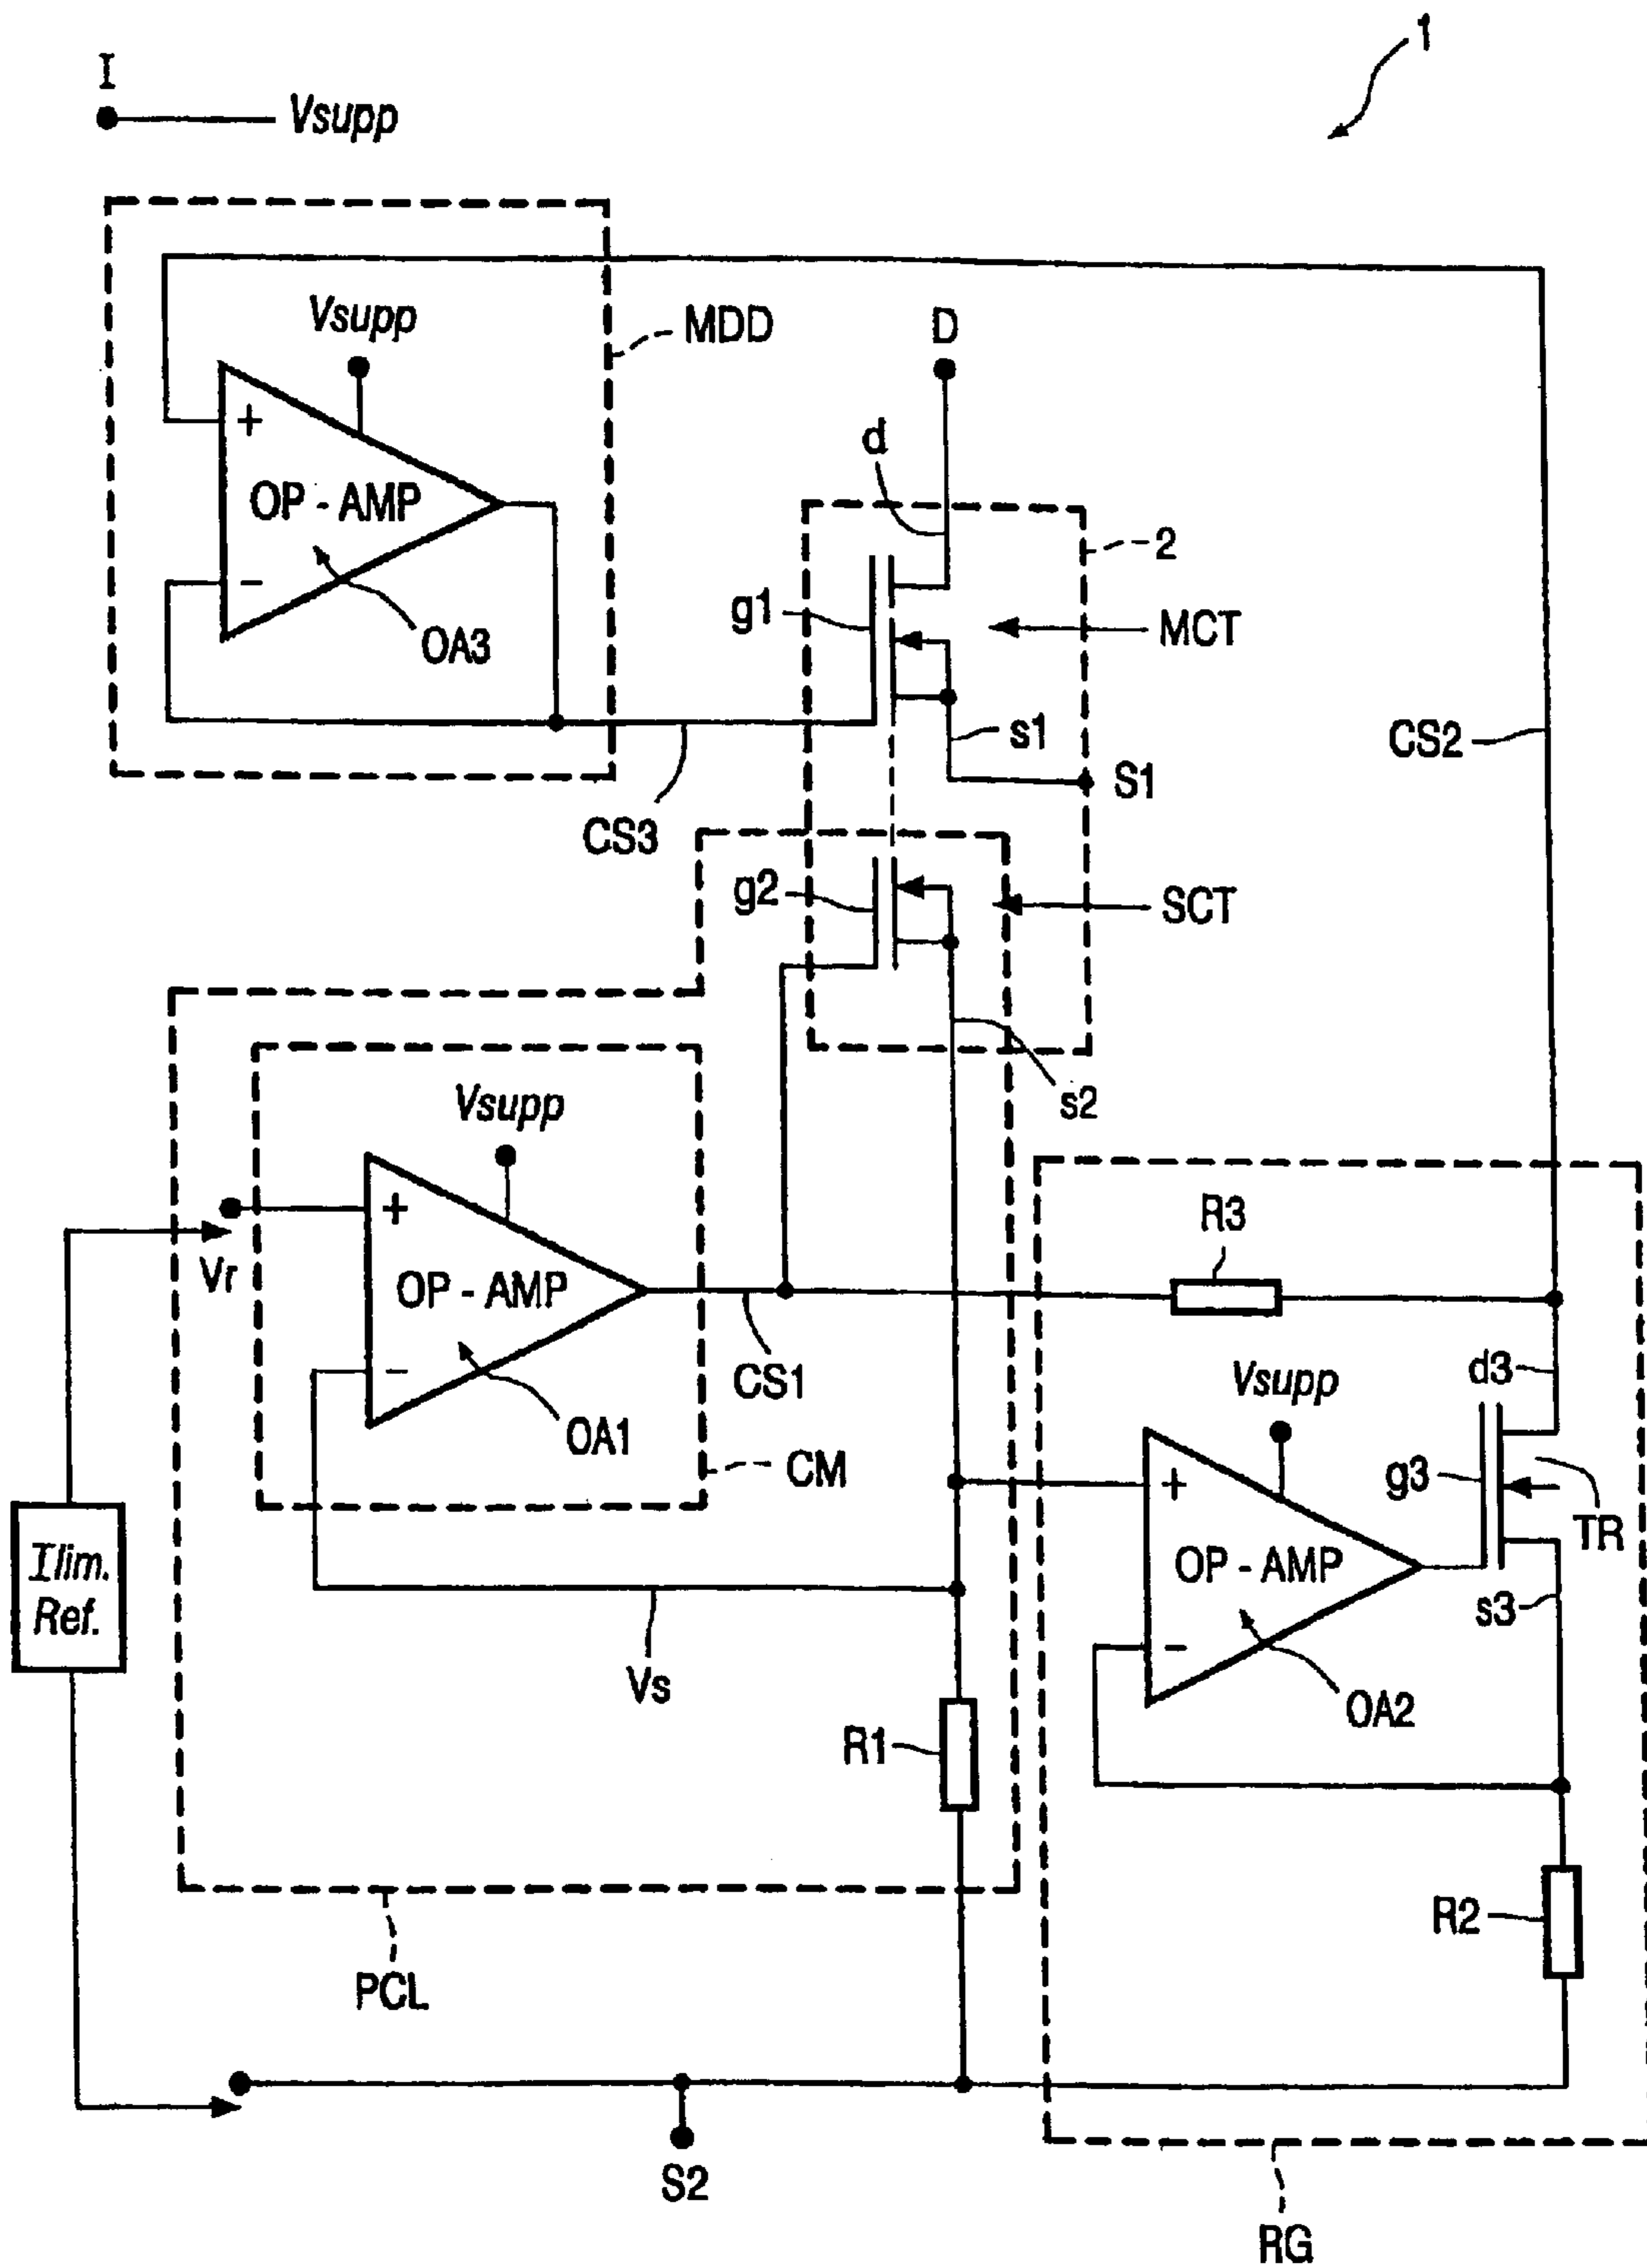 1
I
Vsupp
Vsupp
MDD
D
+
d
OP - AMP
2
-
g1
MCT
OA3
s1
CS2
S1
CS3
g2
SCT
Vsupp
s2
+
R3
Vr
OP - AMP
-
CS1
d3
Vsupp
OA1
CM
g3
+
TR
Ilim.
Ref.
OP - AMP
s3
-
Vs
OA2
R1
R2
PCL
S2
RG